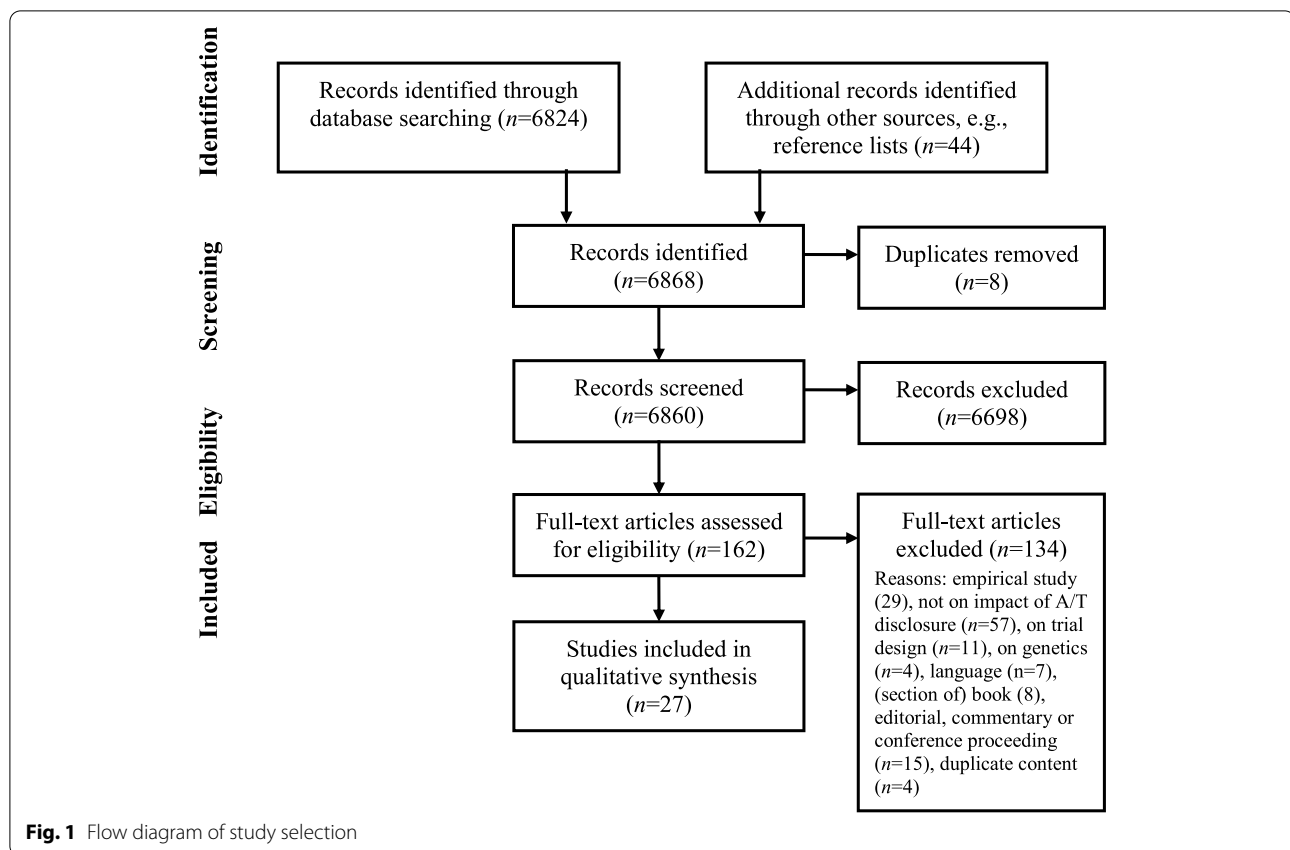 Identification
Records identified through
database searching (n=6824)
Additional records identified
through other sources, e.g.,
reference lists (n=44)
Screening
Records identified
(n=6868)
Duplicates removed
(n=8)
Records screened
(n=6860)
Records excluded
(n=6698)
Eligibility
Full-text articles assessed
for eligibility (n=162)
Full-text articles
excluded (n=134)
Reasons: empirical study
(29), not on impact of A/T
disclosure (n=57), on trial
design (n=11), on genetics
(n=4), language (n=7),
(section of) book (8),
editorial, commentary or
conference proceeding
(n=15), duplicate content
(n=4)
Included
Studies included in
qualitative synthesis
(n=27)
Fig. 1 Flow diagram of study selection